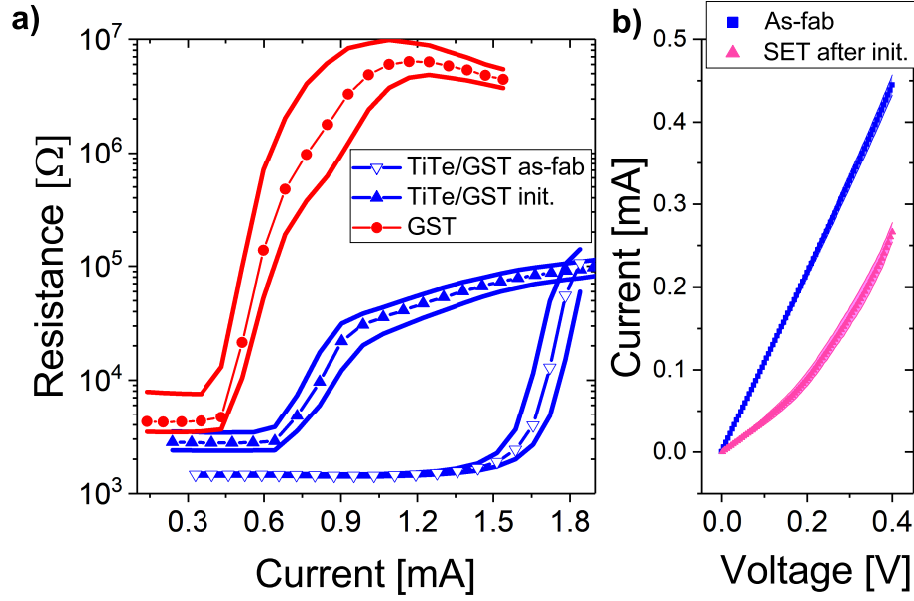 a)
Resistance [Ω]
10⁷
10⁶
10⁵
10⁴
10³
0.3 0.6 0.9 1.2 1.5 1.8
Current [mA]
TiTe/GST as-fab
TiTe/GST init.
GST
b)
As-fab
SET after init.
Current [mA]
0.5
0.4
0.3
0.2
0.1
0.0
0.0 0.2 0.4
Voltage [V]